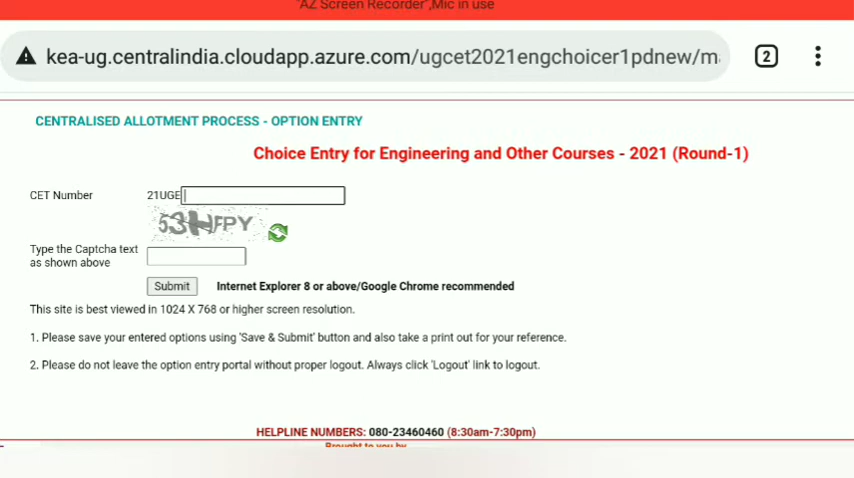 "AZ Screen Recorder",Mic in use
kea-ug.centralindia.cloudapp.azure.com/ugcet2021engchoicer1pdnew/m
2
CENTRALISED ALLOTMENT PROCESS - OPTION ENTRY
Choice Entry for Engineering and Other Courses - 2021 (Round-1)
CET Number 21UGE
53HFPY
Type the Captcha text
as shown above
Submit Internet Explorer 8 or above/Google Chrome recommended
This site is best viewed in 1024 X 768 or higher screen resolution.
1. Please save your entered options using 'Save & Submit' button and also take a print out for your reference.
2. Please do not leave the option entry portal without proper logout. Always click 'Logout' link to logout.
HELPLINE NUMBERS: 080-23460460 (8:30am-7:30pm)
Brought to you by